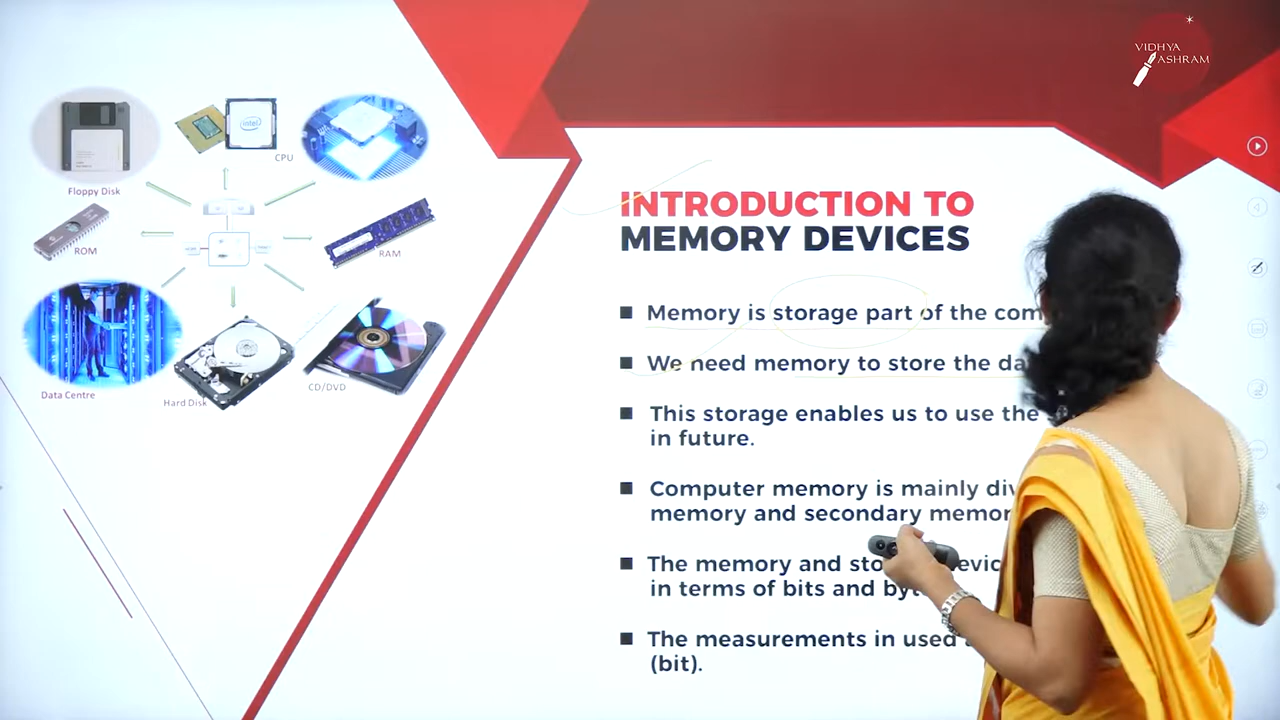 VIDHYA
ASHRAM
intel
CPU
Floppy Disk
ROM
RAM
Data Centre
Hard Disk
CD/DVD
INTRODUCTION TO
MEMORY DEVICES
Memory is storage part of the com
We need memory to store the da
This storage enables us to use the s
in future.
Computer memory is mainly div
memory and secondary memor
The memory and sto evic
in terms of bits and byt
The measurements in used a
(bit).